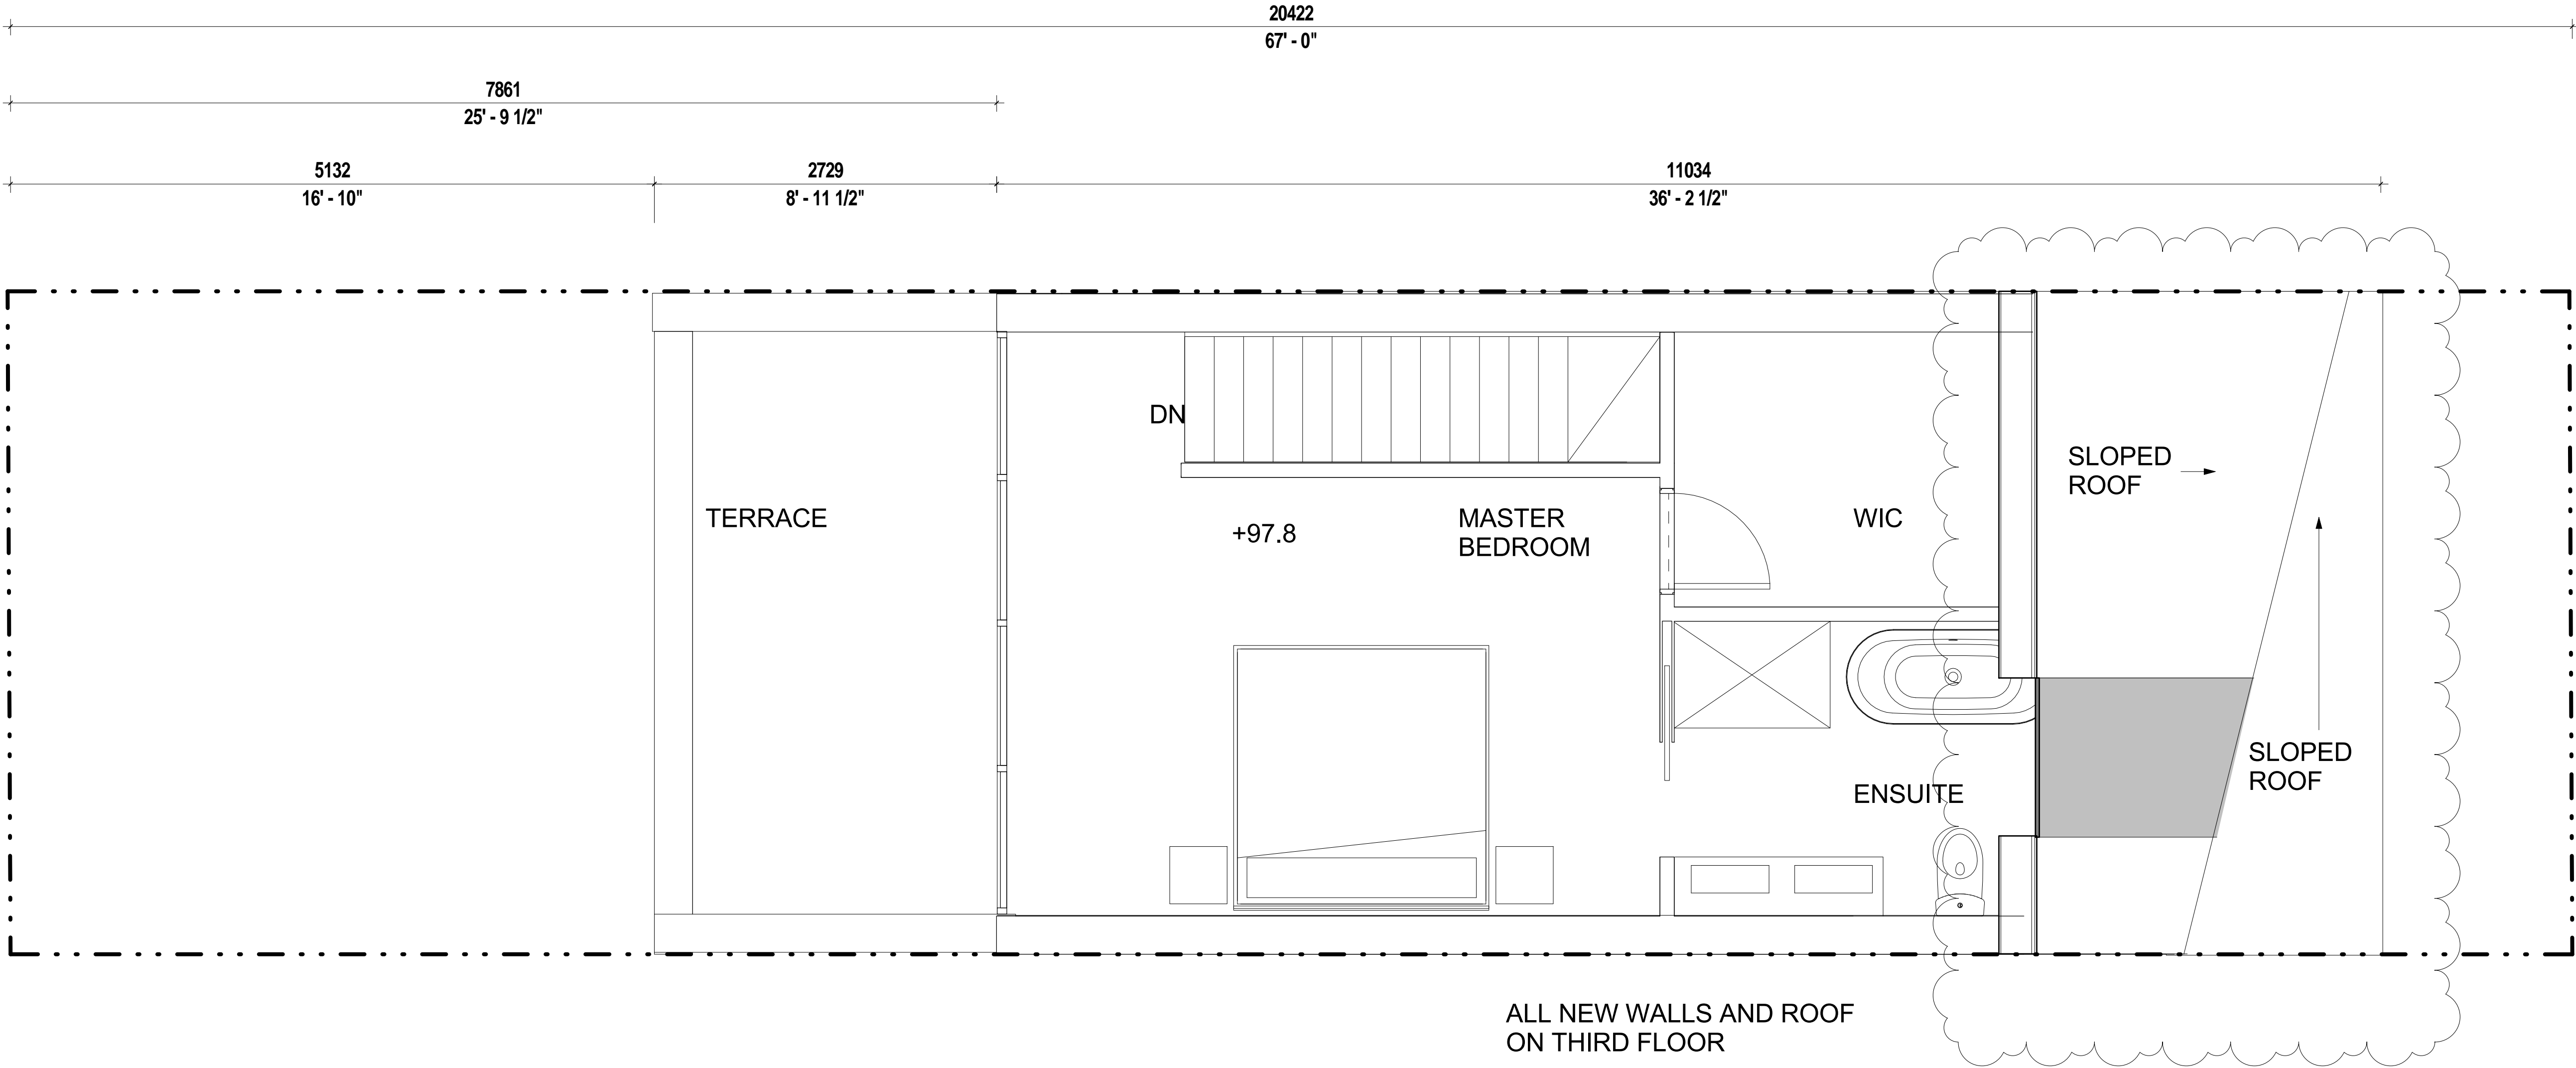 20422
67' - 0"
7861
25' - 9 1/2"
5132
16' - 10"
2729
8' - 11 1/2"
11034
36' - 2 1/2"
DN
SLOPED
ROOF
TERRACE
+97.8
MASTER
BEDROOM
WIC
SLOPED
ROOF
ENSUITE
ALL NEW WALLS AND ROOF
ON THIRD FLOOR